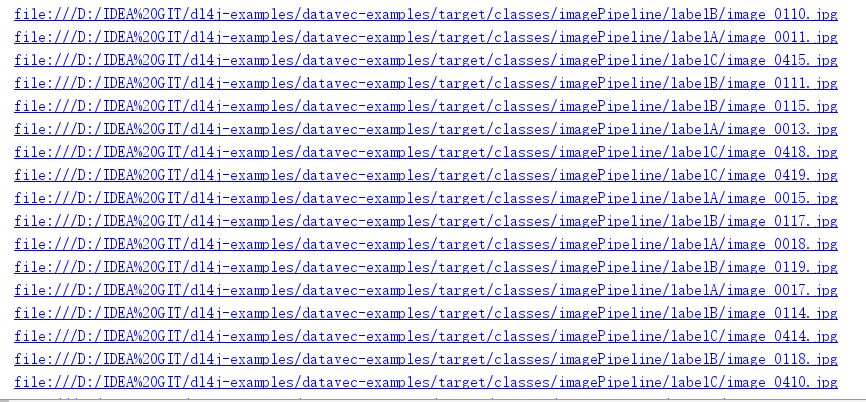 file:///D:/IDEA%20GIT/dl4j-examples/datavec-examples/target/classes/imagePipeline/labelB/image_0110.jpg
file:///D:/IDEA%20GIT/dl4j-examples/datavec-examples/target/classes/imagePipeline/labelA/image_0011.jpg
file:///D:/IDEA%20GIT/dl4j-examples/datavec-examples/target/classes/imagePipeline/labelC/image_0415.jpg
file:///D:/IDEA%20GIT/dl4j-examples/datavec-examples/target/classes/imagePipeline/labelB/image_0111.jpg
file:///D:/IDEA%20GIT/dl4j-examples/datavec-examples/target/classes/imagePipeline/labelB/image_0115.jpg
file:///D:/IDEA%20GIT/dl4j-examples/datavec-examples/target/classes/imagePipeline/labelA/image_0013.jpg
file:///D:/IDEA%20GIT/dl4j-examples/datavec-examples/target/classes/imagePipeline/labelC/image_0418.jpg
file:///D:/IDEA%20GIT/dl4j-examples/datavec-examples/target/classes/imagePipeline/labelC/image_0419.jpg
file:///D:/IDEA%20GIT/dl4j-examples/datavec-examples/target/classes/imagePipeline/labelA/image_0015.jpg
file:///D:/IDEA%20GIT/dl4j-examples/datavec-examples/target/classes/imagePipeline/labelB/image_0117.jpg
file:///D:/IDEA%20GIT/dl4j-examples/datavec-examples/target/classes/imagePipeline/labelA/image_0018.jpg
file:///D:/IDEA%20GIT/dl4j-examples/datavec-examples/target/classes/imagePipeline/labelB/image_0119.jpg
file:///D:/IDEA%20GIT/dl4j-examples/datavec-examples/target/classes/imagePipeline/labelA/image_0017.jpg
file:///D:/IDEA%20GIT/dl4j-examples/datavec-examples/target/classes/imagePipeline/labelB/image_0114.jpg
file:///D:/IDEA%20GIT/dl4j-examples/datavec-examples/target/classes/imagePipeline/labelC/image_0414.jpg
file:///D:/IDEA%20GIT/dl4j-examples/datavec-examples/target/classes/imagePipeline/labelB/image_0118.jpg
file:///D:/IDEA%20GIT/dl4j-examples/datavec-examples/target/classes/imagePipeline/labelC/image_0410.jpg